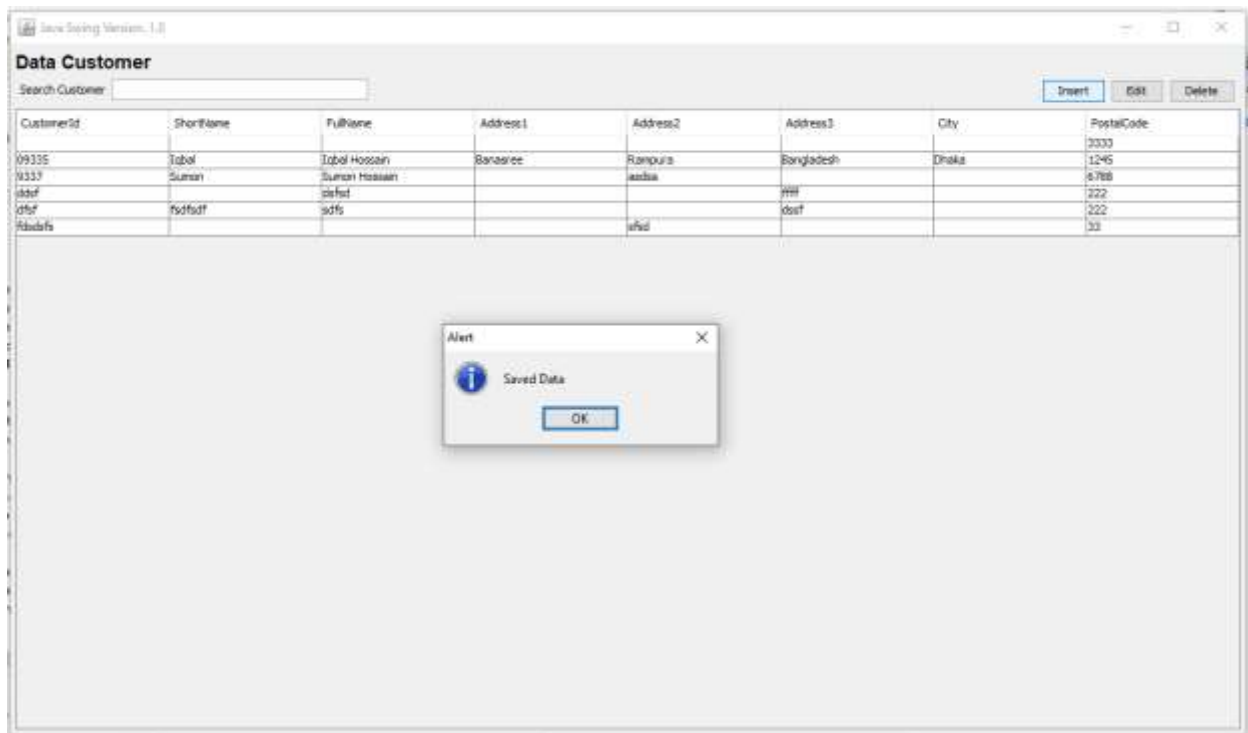 Java Swing Version. 1.0
Data Customer
Search Customer Insert Edit Delete
CustomerId ShortName FullName Address1 Address2 Address3 City PostalCode
3333
09335 Iqbal Iqbal Hossain Banasree Rampura Bangladesh Dhaka 1245
9337 Sumon Sumon Hossain asdsa 6788
222
dfsf fsdfsdf sdfs dssf 222
sfsd 33
Alert
Saved Data
OK